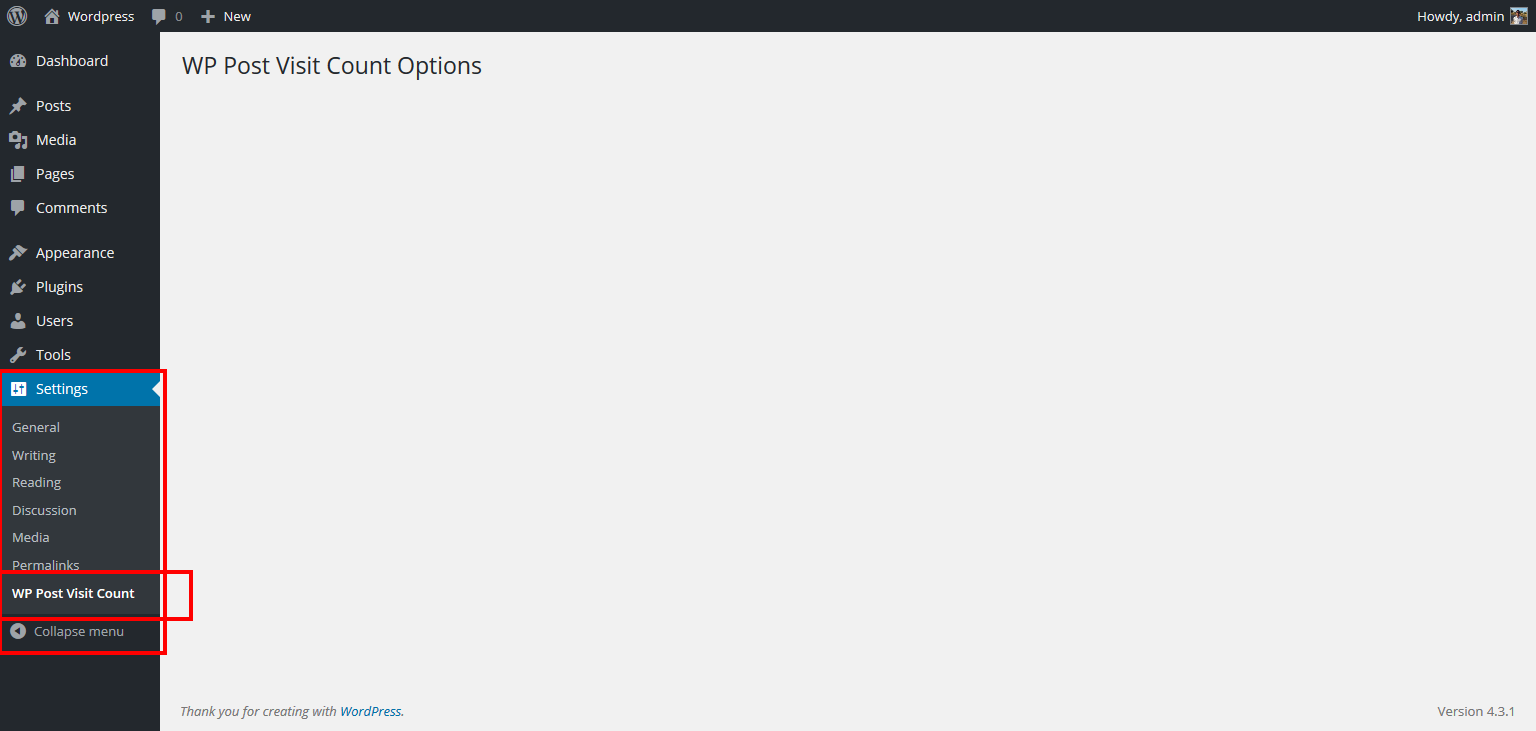 Wordpress 0 New Howdy, admin
Dashboard
WP Post Visit Count Options
Posts
Media
Pages
Comments
Appearance
Plugins
Users
Tools
Settings
General
Writing
Reading
Discussion
Media
Permalinks
WP Post Visit Count
Collapse menu
Thank you for creating with WordPress. Version 4.3.1